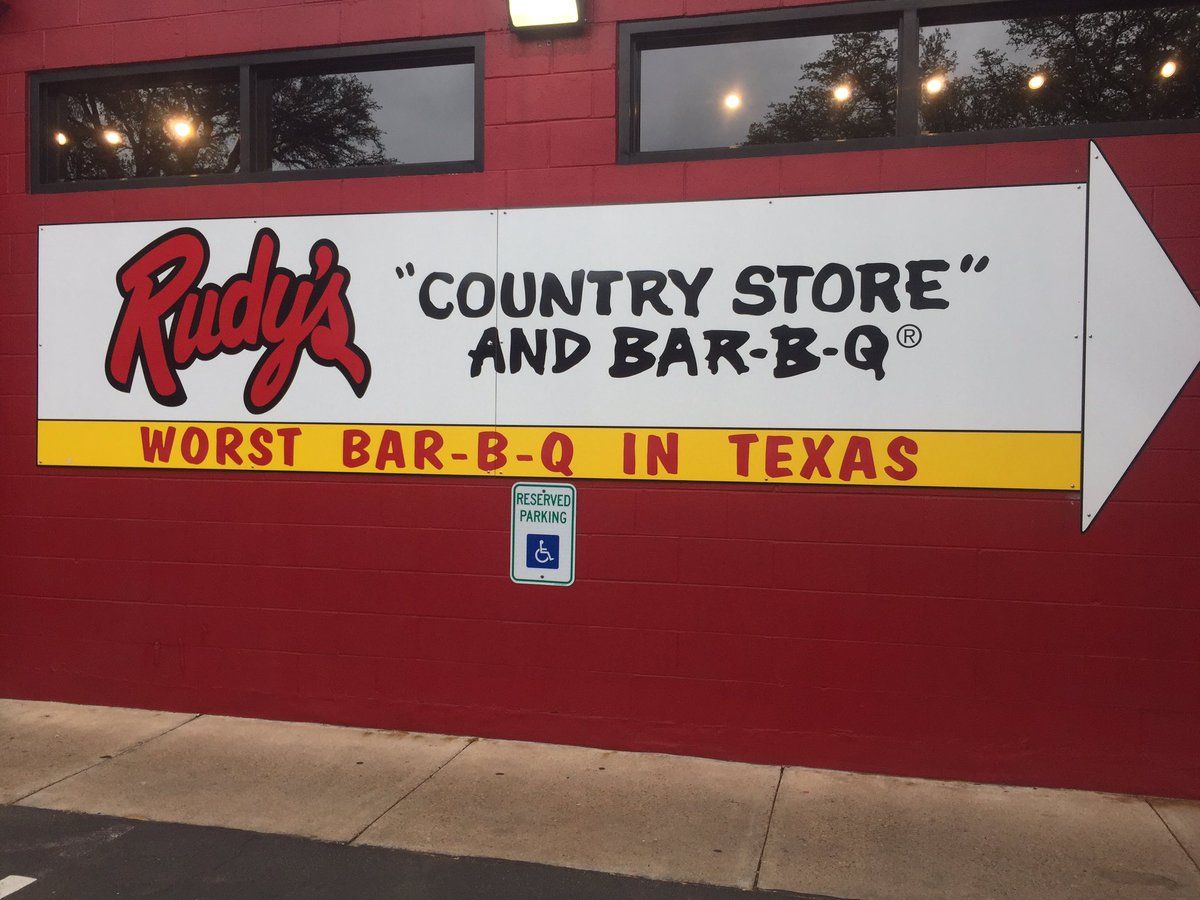 Rudy's
"COUNTRY STORE"
AND BAR-B-Q®
WORST BAR-B-Q IN TEXAS
RESERVED
PARKING